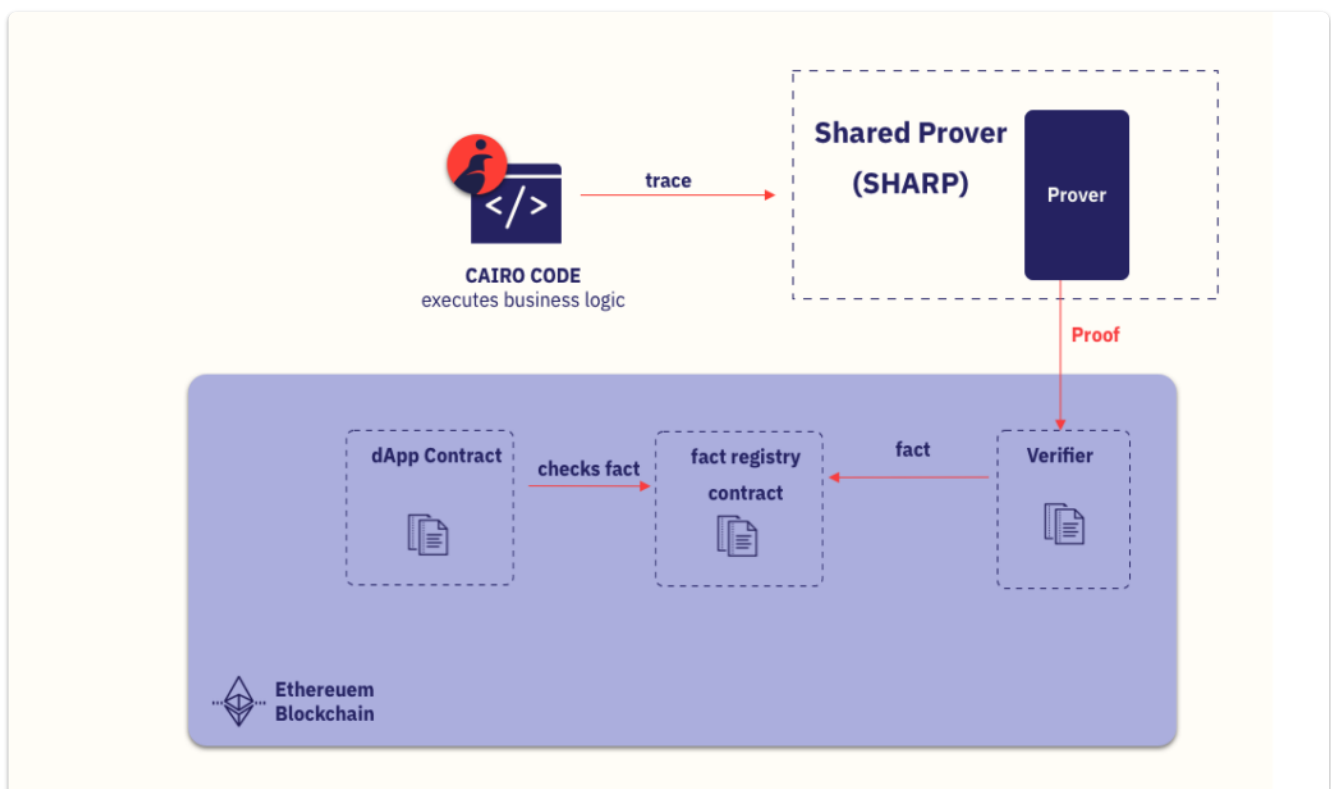 Shared Prover
(SHARP)
Prover
trace
</>
CAIRO CODE
executes business logic
Proof
dApp Contract
checks fact
fact registry
contract
fact
Verifier
Ethereuem
Blockchain